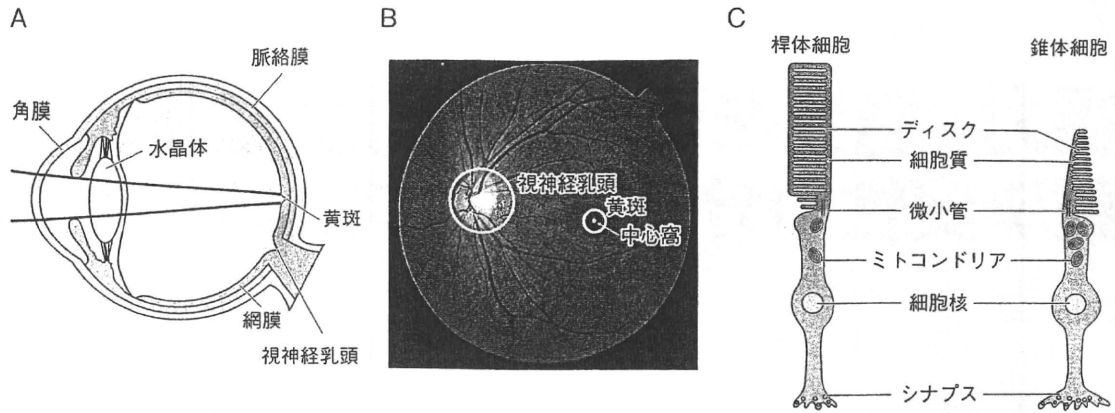 A
脈絡膜
角膜
水晶体
黄斑
網膜
視神経乳頭
B
視神経乳頭
黄斑
中心窩
C
桿体細胞
錐体細胞
ディスク
細胞質
微小管
ミトコンドリア
細胞核
シナプス